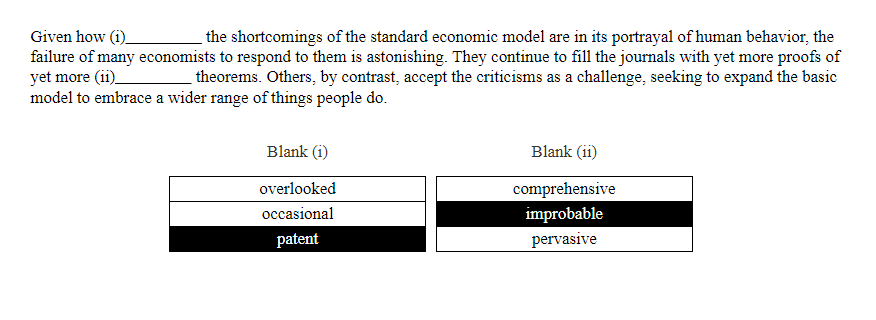 Given how (i)__________ the shortcomings of the standard economic model are in its portrayal of human behavior, the
failure of many economists to respond to them is astonishing. They continue to fill the journals with yet more proofs of
yet more (ii)__________ theorems. Others, by contrast, accept the criticisms as a challenge, seeking to expand the basic
model to embrace a wider range of things people do.
Blank (i) Blank (ii)
overlooked comprehensive
occasional improbable
patent pervasive